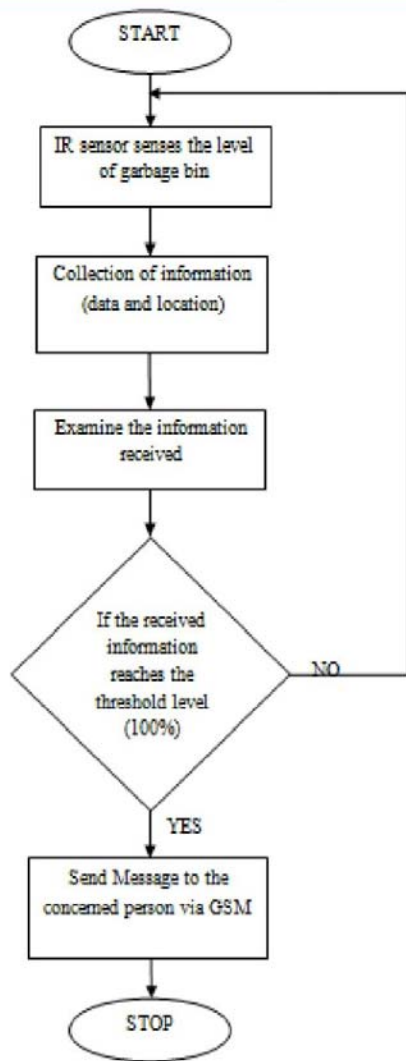 START
IR sensor senses the level
of garbage bin
Collection of information
(data and location)
Examine the information
received
If the received
information
reaches the
threshold level
(100%)
NO
YES
Send Message to the
concerned person via GSM
STOP